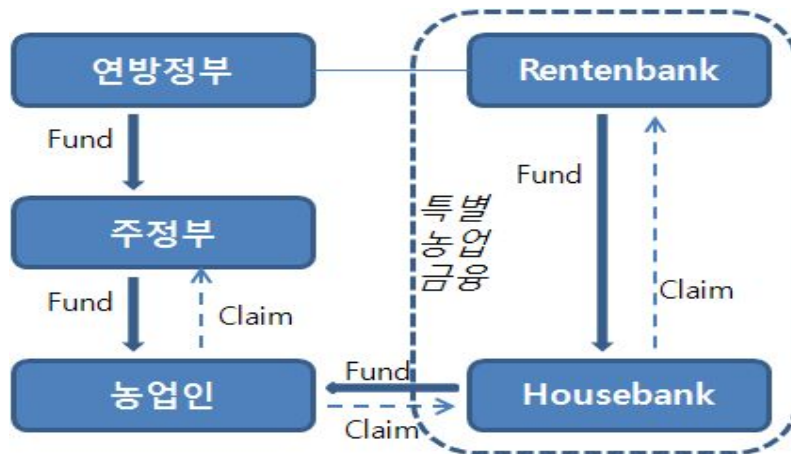 연방정부
Rentenbank
Fund
Fund
주정부
특별
농업
금융
Fund
Claim
Claim
Fund
농업인
Housebank
Claim